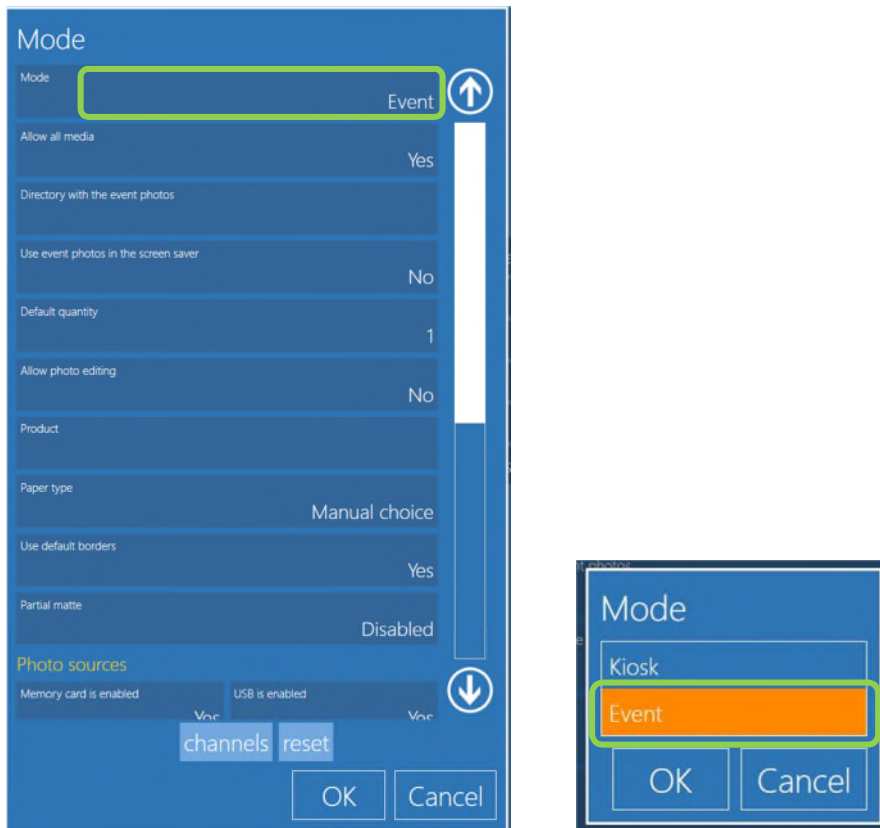 Mode
Mode
Event
Allow all media
Yes
Directory with the event photos
Use event photos in the screen saver
No
Default quantity
1
Allow photo editing
No
Product
Paper type
Manual choice
Use default borders
Yes
Partial matte
Disabled
Photo sources
Memory card is enabled
Yes
USB is enabled
Yes
channels reset
OK Cancel
photos
Mode
Kiosk
Event
OK Cancel